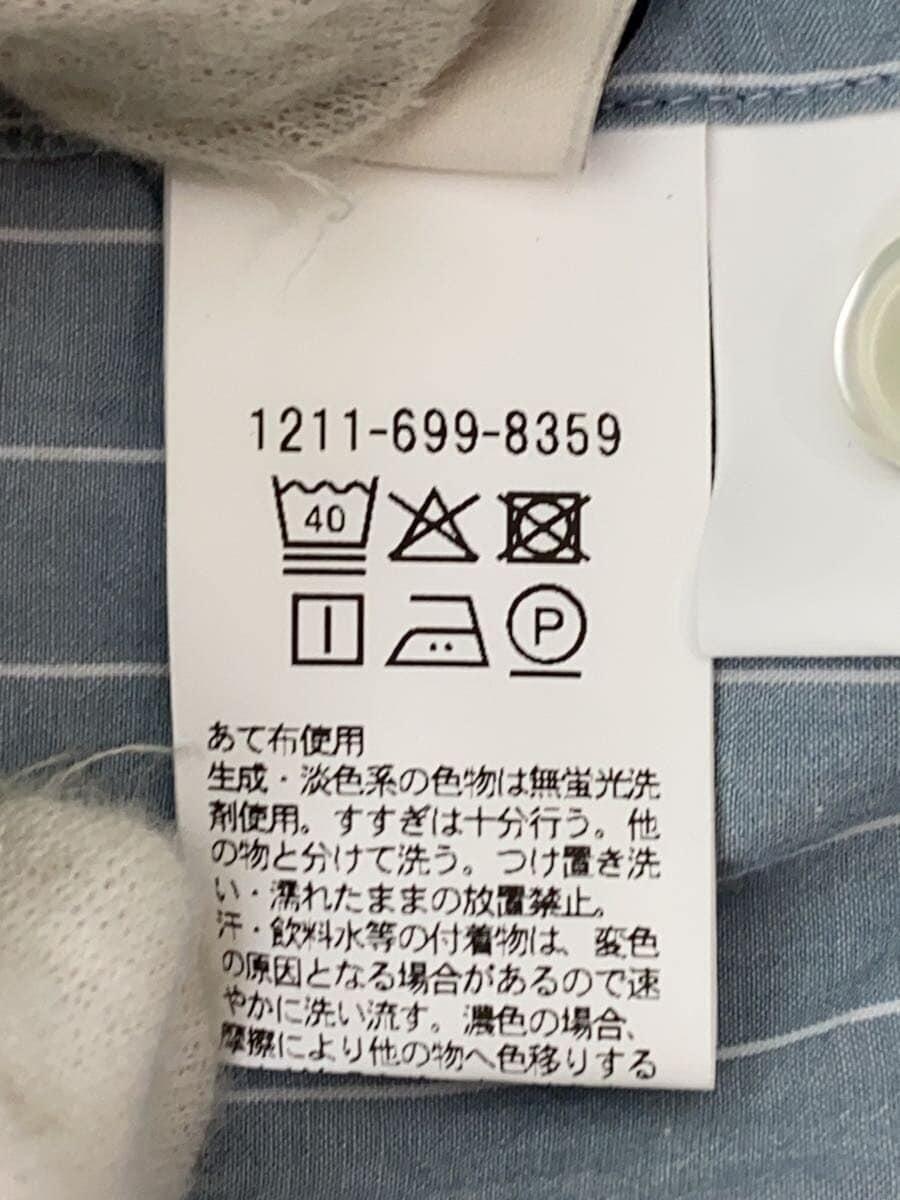 1211-699-8359
40
P
あて布使用
生成・淡色系の色物は無蛍光洗
剤使用。すすぎは十分行う。他
の物と分けて洗う。つけ置き洗
い・濡れたままの放置禁止。
汗・飲料水等の付着物は、変色
の原因となる場合があるので速
やかに洗い流す。濃色の場合、
摩擦により他の物へ色移りする